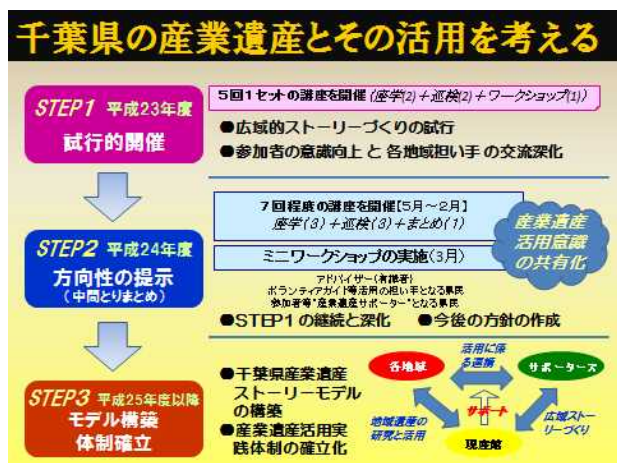 千葉県の産業遺産とその活用を考える
STEP1 平成23年度
試行的開催
5回1セットの講座を開催(座学(2)+巡検(2)+ワークショップ(1))
●広域的ストーリーづくりの試行
●参加者の意識向上と各地域担い手の交流深化
STEP2 平成24年度
方向性の提示
(中間とりまとめ)
7回程度の講座を開催【5月~2月】
座学(3)+巡検(3)+まとめ(1)
ミニワークショップの実施(3月)
アドバイザー(有識者)
ボランティアガイド等活用の担い手となる県民
参加者等"産業遺産サポーター"となる県民
●STEP1の継続と深化 ●今後の方針の作成
産業遺産
活用意識
の共有化
STEP3 平成25年度以降
モデル構築
体制確立
●千葉県産業遺産
ストーリーモデル
の構築
●産業遺産活用実
践体制の確立化
各地域
活用に係
る連携
サポーターズ
サポート
地域遺産の
研究と活用
広域ストー
リーづくり
現産館